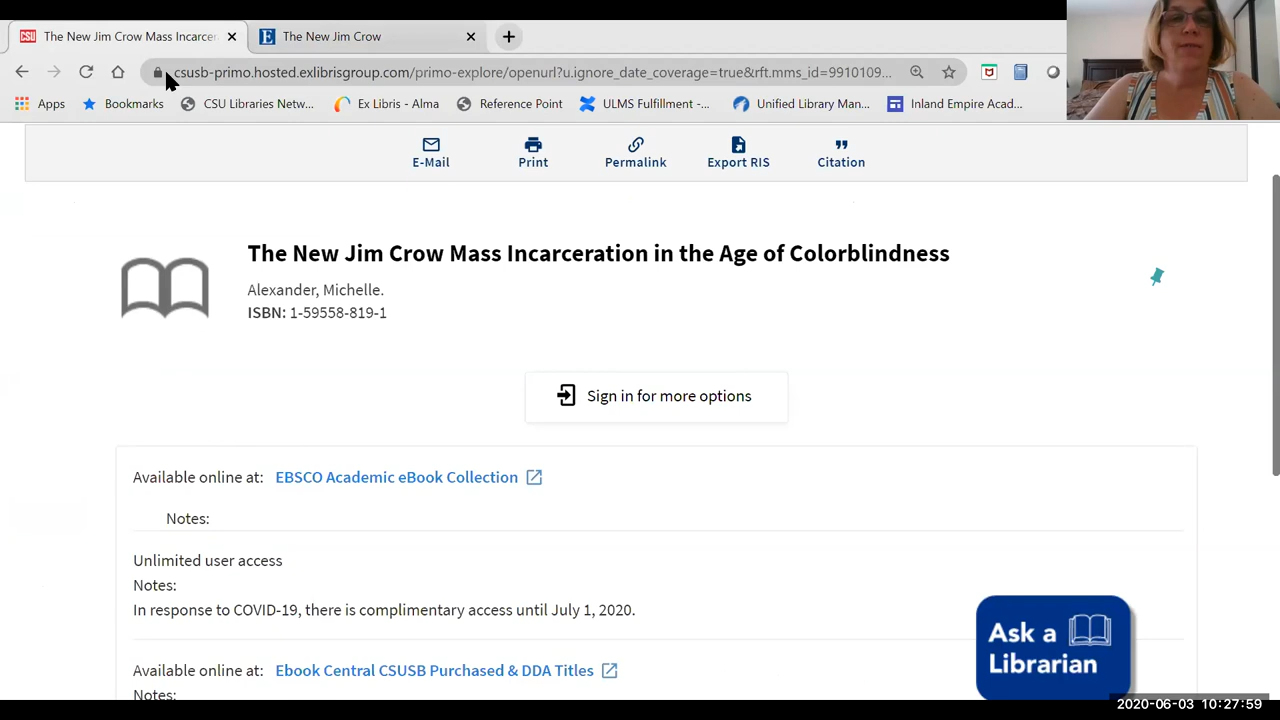 CSU The New Jim Crow Mass Incarcer
E The New Jim Crow
csusb-primo.hosted.exlibrisgroup.com/primo-explore/openurl?u.ignore_date_coverage=true&rft.mms_id=9910109...
Apps Bookmarks CSU Libraries Netw... Ex Libris - Alma Reference Point ULMS Fulfillment -... Unified Library Man... Inland Empire Acad...
E-Mail Print Permalink Export RIS Citation
The New Jim Crow Mass Incarceration in the Age of Colorblindness
Alexander, Michelle.
ISBN: 1-59558-819-1
Sign in for more options
Available online at: EBSCO Academic eBook Collection
Notes:
Unlimited user access
Notes:
In response to COVID-19, there is complimentary access until July 1, 2020.
Available online at: Ebook Central CSUSB Purchased & DDA Titles
Notes:
Ask a
Librarian
2020-06-03 10:27:59